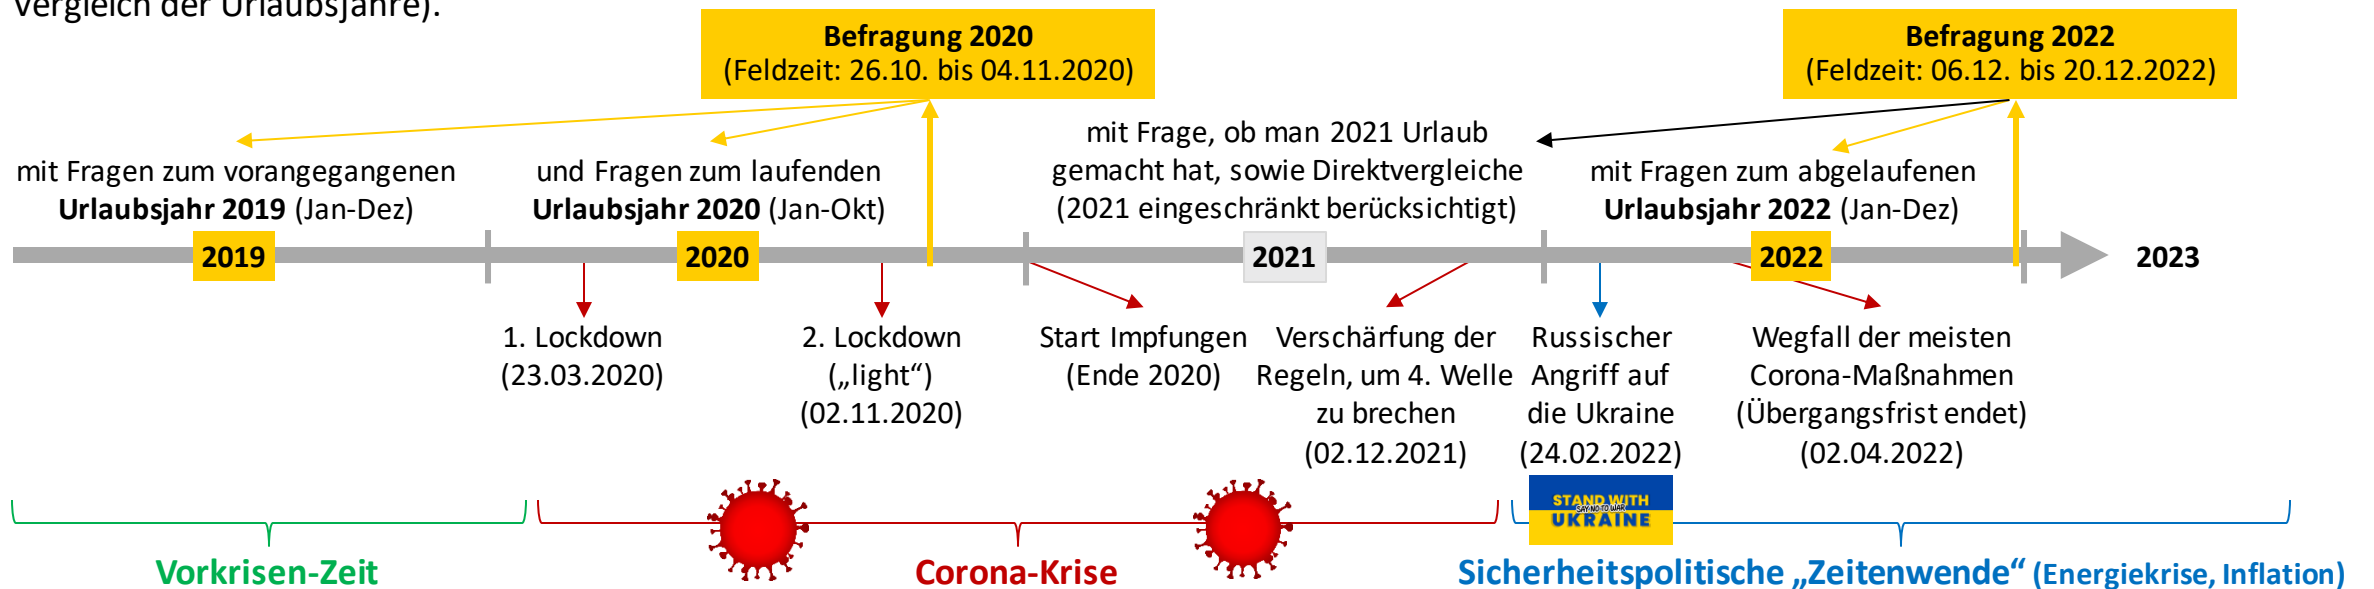 Vergleich der Urlaubsjahre).
Befragung 2020
(Feldzeit: 26.10. bis 04.11.2020)
Befragung 2022
(Feldzeit: 06.12. bis 20.12.2022)
mit Fragen zum vorangegangenen
Urlaubsjahr 2019 (Jan-Dez)
und Fragen zum laufenden
Urlaubsjahr 2020 (Jan-Okt)
mit Frage, ob man 2021 Urlaub
gemacht hat, sowie Direktvergleiche
(2021 eingeschränkt berücksichtigt)
mit Fragen zum abgelaufenen
Urlaubsjahr 2022 (Jan-Dez)
2019
2020
2021
2022
2023
1. Lockdown
(23.03.2020)
2. Lockdown
(„light“)
(02.11.2020)
Start Impfungen
(Ende 2020)
Verschärfung der
Regeln, um 4. Welle
zu brechen
(02.12.2021)
Russischer
Angriff auf
die Ukraine
(24.02.2022)
Wegfall der meisten
Corona-Maßnahmen
(Übergangsfrist endet)
(02.04.2022)
STAND WITH
SAY NO TO WAR
UKRAINE
Vorkrisen-Zeit
Corona-Krise
Sicherheitspolitische „Zeitenwende“ (Energiekrise, Inflation)